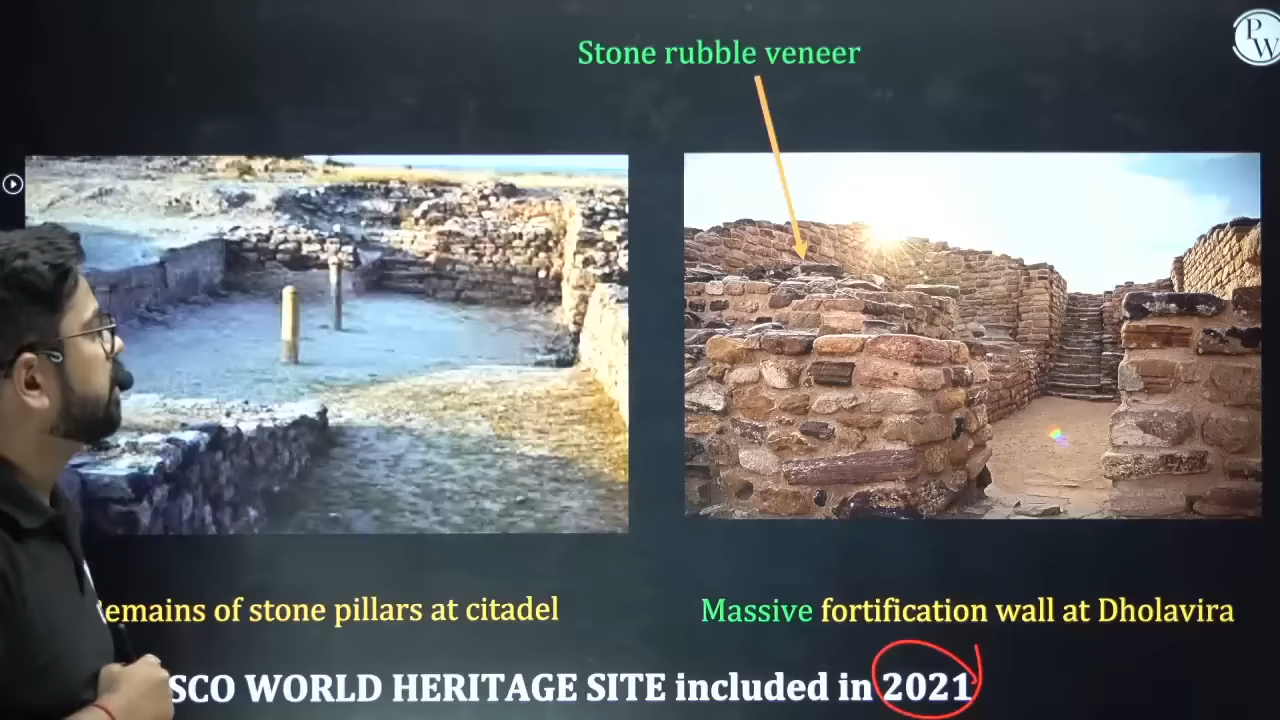 PW
Stone rubble veneer
emains of stone pillars at citadel
Massive fortification wall at Dholavira
SCO WORLD HERITAGE SITE included in 2021